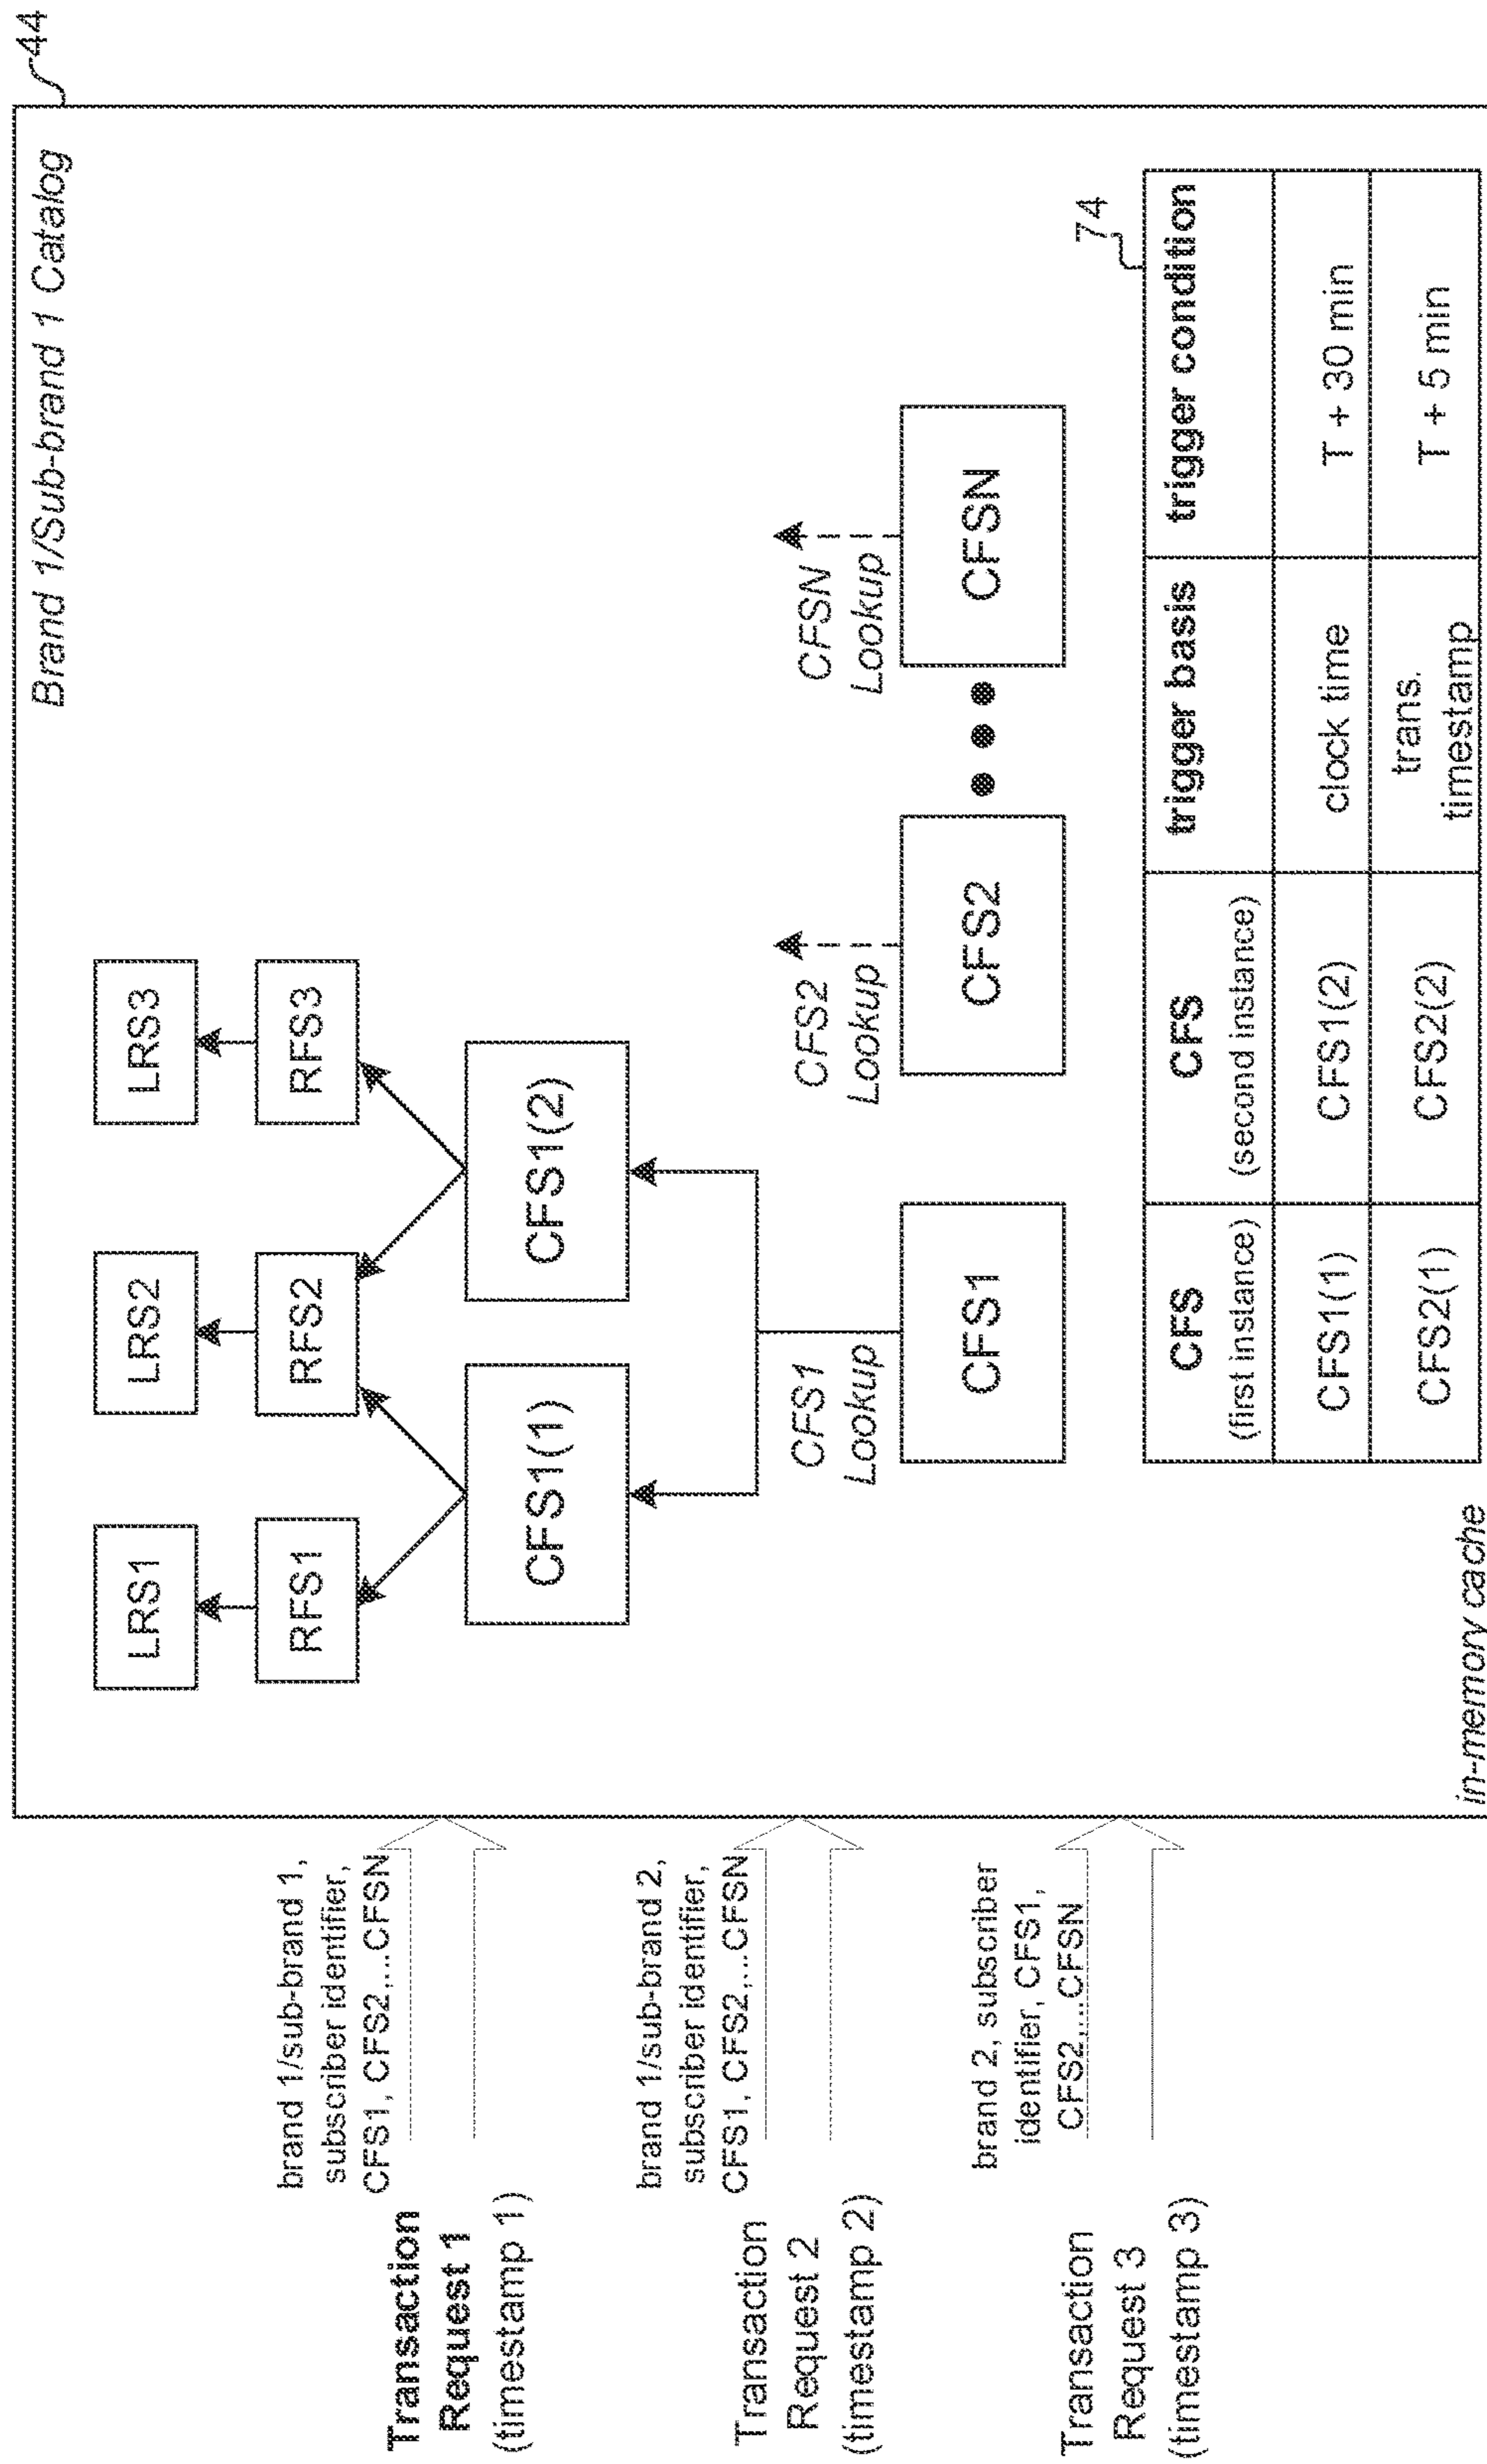 44
Brand 1/Sub-brand 1 Catalog
LRS1
LRS2
LRS3
RFS1
RFS2
RFS3
CFS1(1)
CFS1(2)
CFS1
Lookup
CFS2
Lookup
CFSN
Lookup
CFS1
CFS2
CFSN
74
CFS
(first instance)
CFS
(second instance)
trigger basis
trigger condition
CFS1(1)
CFS1(2)
clock time
T + 30 min
CFS2(1)
CFS2(2)
trans.
timestamp
T + 5 min
in-memory cache
brand 1/sub-brand 1,
subscriber identifier,
CFS1, CFS2,...CFSN
Transaction
Request 1
(timestamp 1)
brand 1/sub-brand 2,
subscriber identifier,
CFS1, CFS2,...CFSN
Transaction
Request 2
(timestamp 2)
brand 2, subscriber
identifier, CFS1,
CFS2,...CFSN
Transaction
Request 3
(timestamp 3)